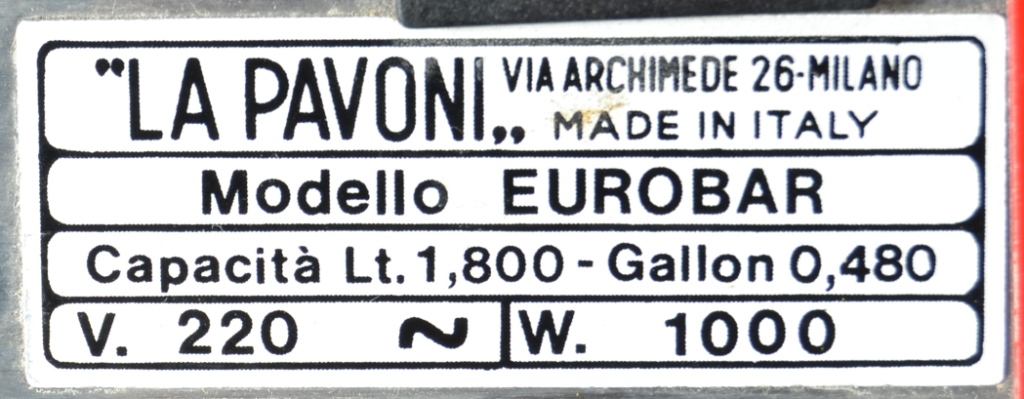 "LA PAVONI„ VIA ARCHIMEDE 26-MILANO
MADE IN ITALY
Modello EUROBAR
Capacità Lt. 1,800 - Gallon 0,480
V. 220 ~ W. 1000